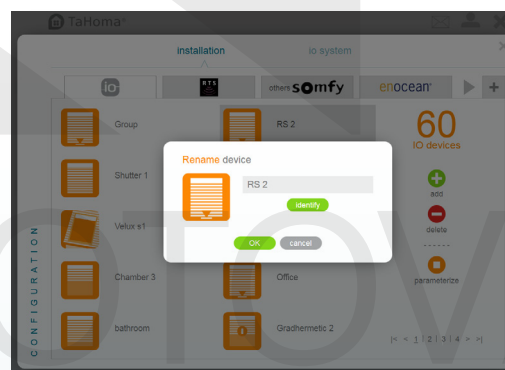 TaHoma
installation
io system
io
RTS
others somfy
enocean
Group
RS 2
60
IO devices
Rename device
RS 2
Shutter 1
identify
add
Velux s1
OK
cancel
delete
------
Chamber 3
Office
parameterize
bathroom
Gradhermetic 2
|< < 1 | 2 | 3 | 4 > >|
CONFIGURATION